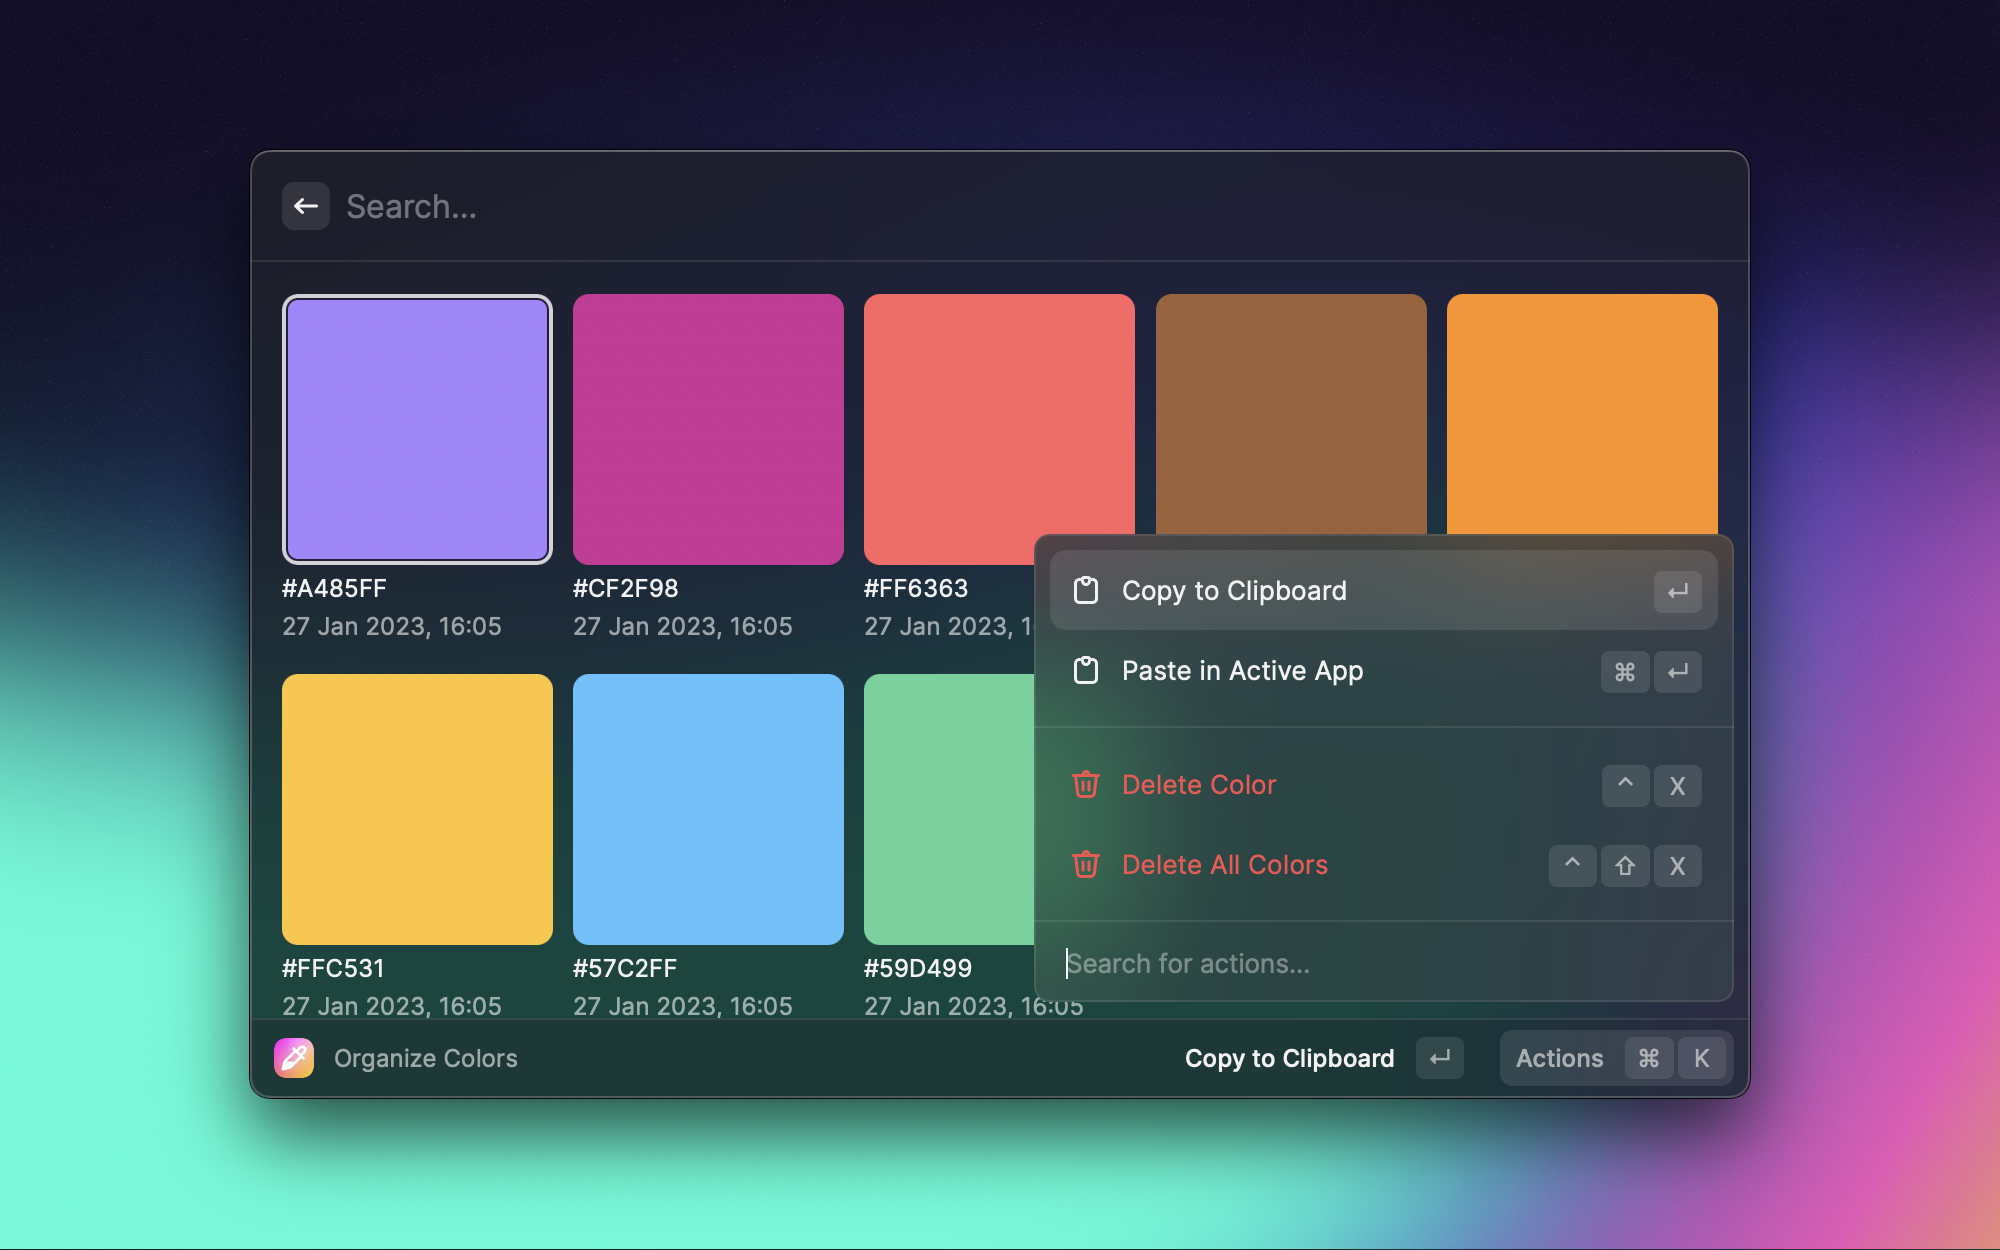 Search...
#A485FF
27 Jan 2023, 16:05
#CF2F98
27 Jan 2023, 16:05
#FF6363
27 Jan 2023, 1
Copy to Clipboard
Paste in Active App
⌘
Delete Color
^ X
Delete All Colors
^ ⇧ X
Search for actions...
#FFC531
27 Jan 2023, 16:05
#57C2FF
27 Jan 2023, 16:05
#59D499
27 Jan 2023, 16:05
Organize Colors
Copy to Clipboard
Actions ⌘ K